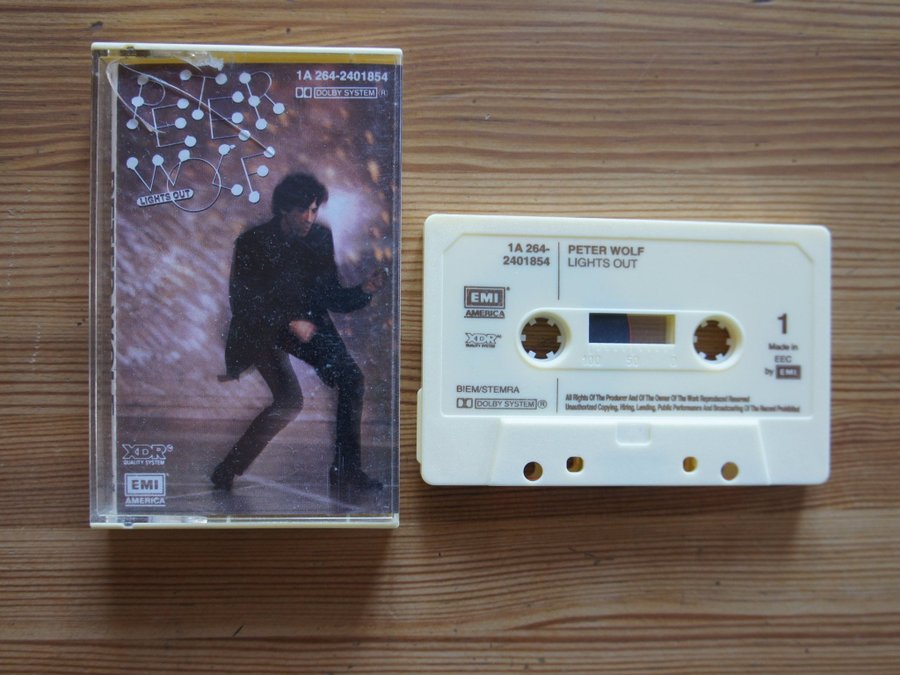 1A 264-2401854
DOLBY SYSTEM
PETER
WOLF
LIGHTS OUT
XDR
QUALITY SYSTEM
EMI
AMERICA
1A 264-
2401854
PETER WOLF
LIGHTS OUT
EMI
AMERICA
XDR
QUALITY SYSTEM
100 50 0
1
Made in
EEC
by EMI
BIEM/STEMRA
DOLBY SYSTEM
All Rights Of The Producer And Of The Owner Of The Work Reproduced Reserved
Unauthorized Copying, Hiring, Lending, Public Performance And Broadcasting Of The Record Prohibited